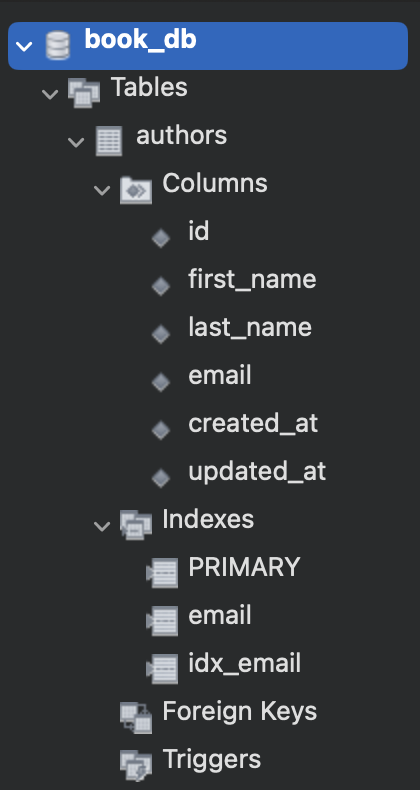 book_db
Tables
authors
Columns
id
first_name
last_name
email
created_at
updated_at
Indexes
PRIMARY
email
idx_email
Foreign Keys
Triggers